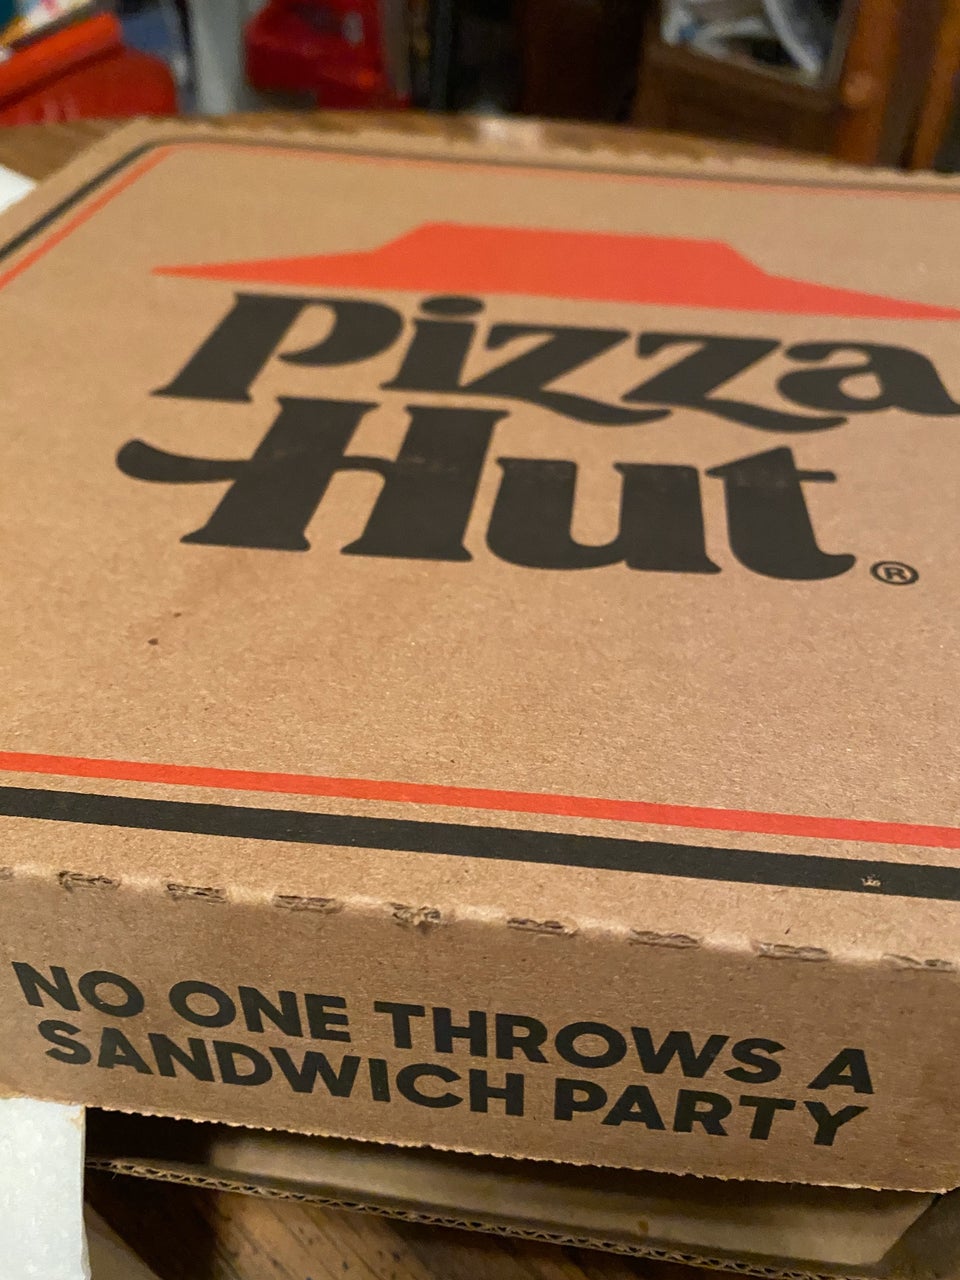 Pizza
Hut®
NO ONE THROWS A
SANDWICH PARTY